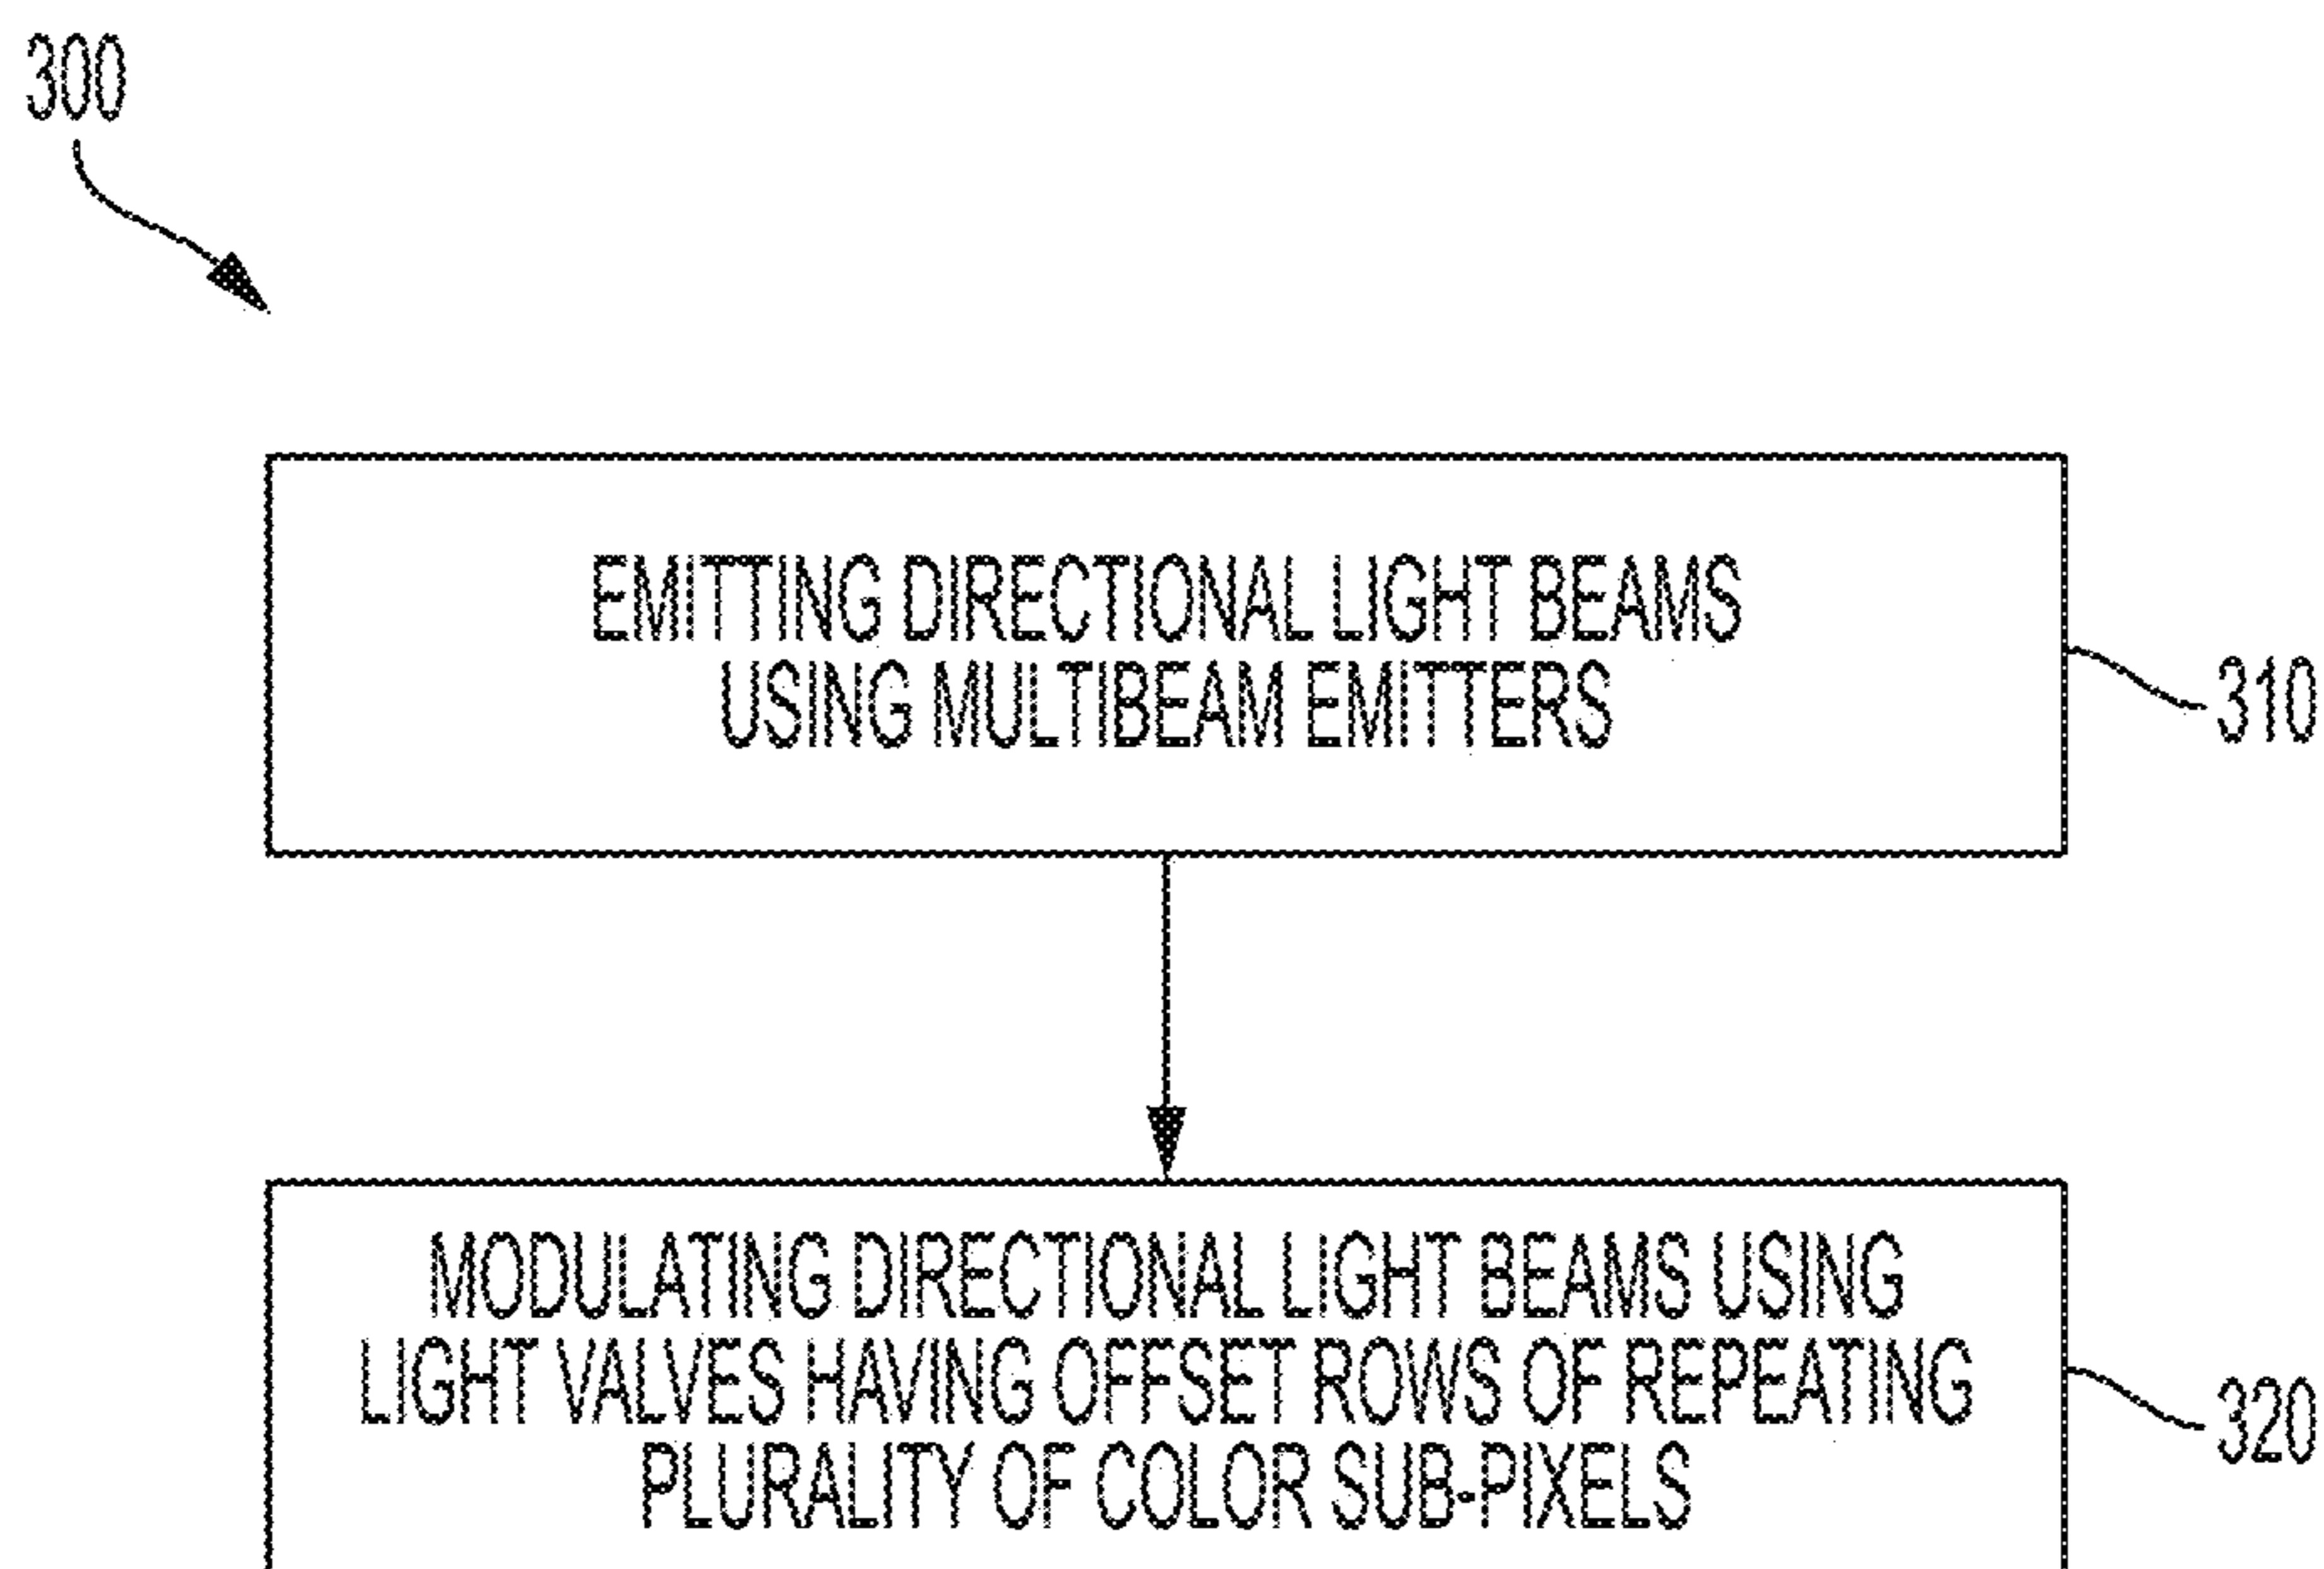 300
EMITTING DIRECTIONAL LIGHT BEAMS
USING MULTIBEAM EMITTERS
310
MODULATING DIRECTIONAL LIGHT BEAMS USING
LIGHT VALVES HAVING OFFSET ROWS OF REPEATING
PLURALITY OF COLOR SUB-PIXELS
320